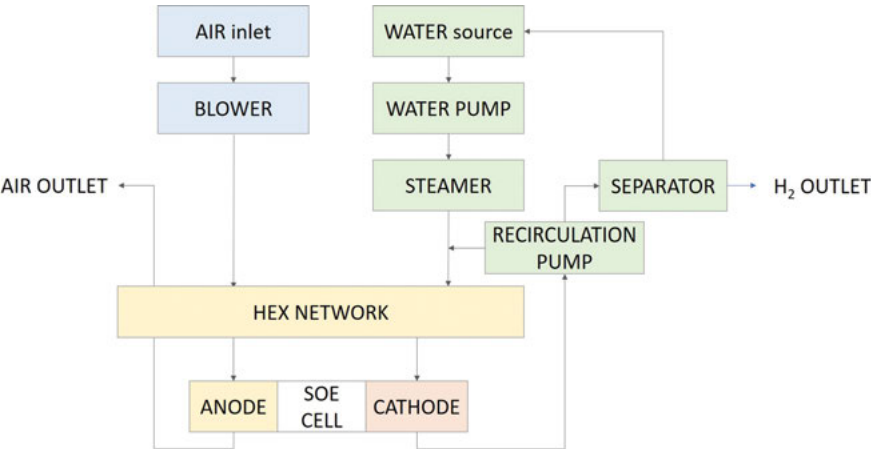 AIR inlet
WATER source
BLOWER
WATER PUMP
AIR OUTLET
STEAMER
SEPARATOR
H₂ OUTLET
RECIRCULATION
PUMP
HEX NETWORK
ANODE
SOE
CELL
CATHODE